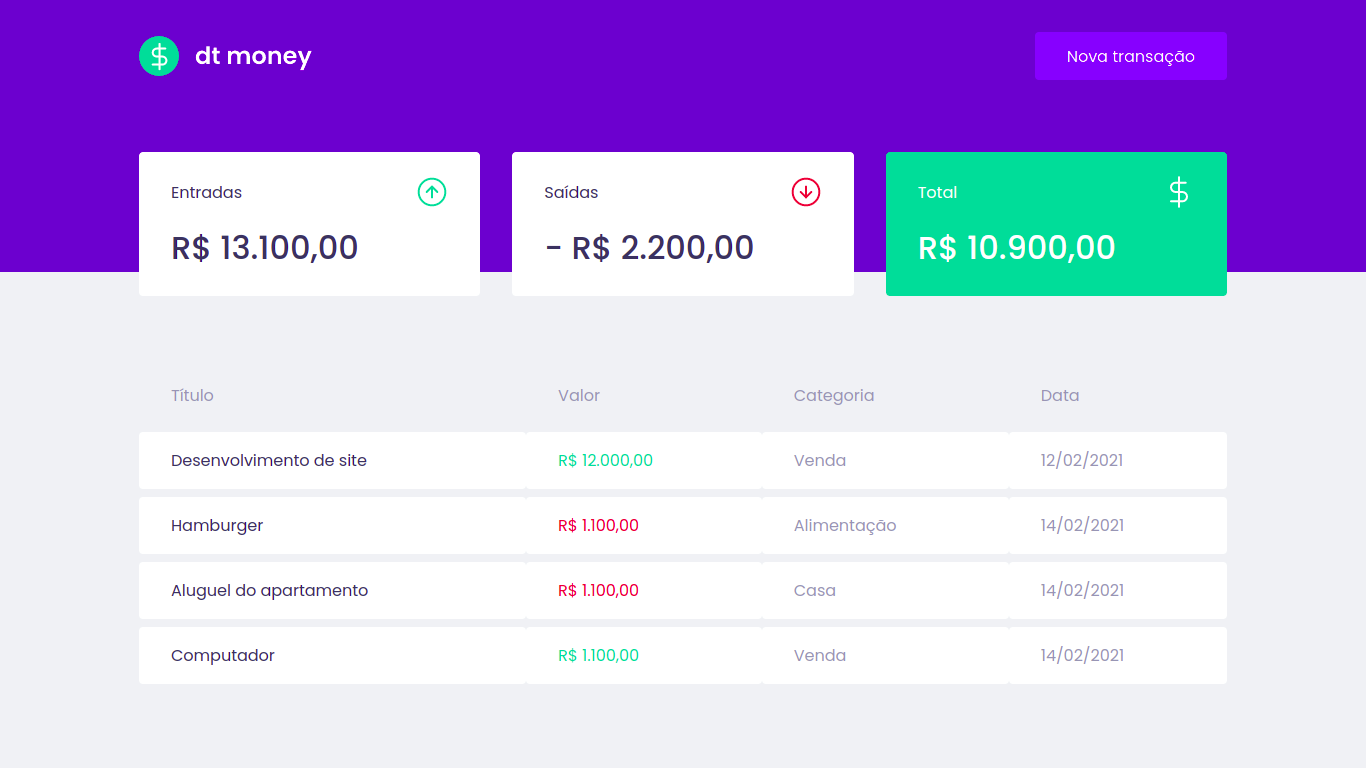 dt money
Nova transação
Entradas
Saídas
Total
R$ 13.100,00
- R$ 2.200,00
R$ 10.900,00
Título Valor Categoria Data
Desenvolvimento de site R$ 12.000,00 Venda 12/02/2021
Hamburger R$ 1.100,00 Alimentação 14/02/2021
Aluguel do apartamento R$ 1.100,00 Casa 14/02/2021
Computador R$ 1.100,00 Venda 14/02/2021